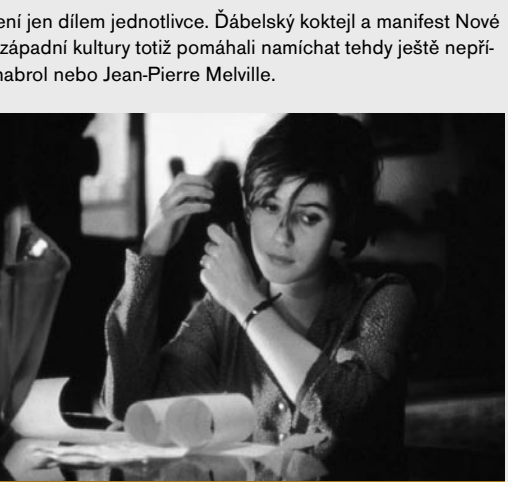 ení jen dílem jednotlivce. Ďábelský koktejl a manifest Nové
západní kultury totiž pomáhali namíchat tehdy ještě nepří-
habrol nebo Jean-Pierre Melville.